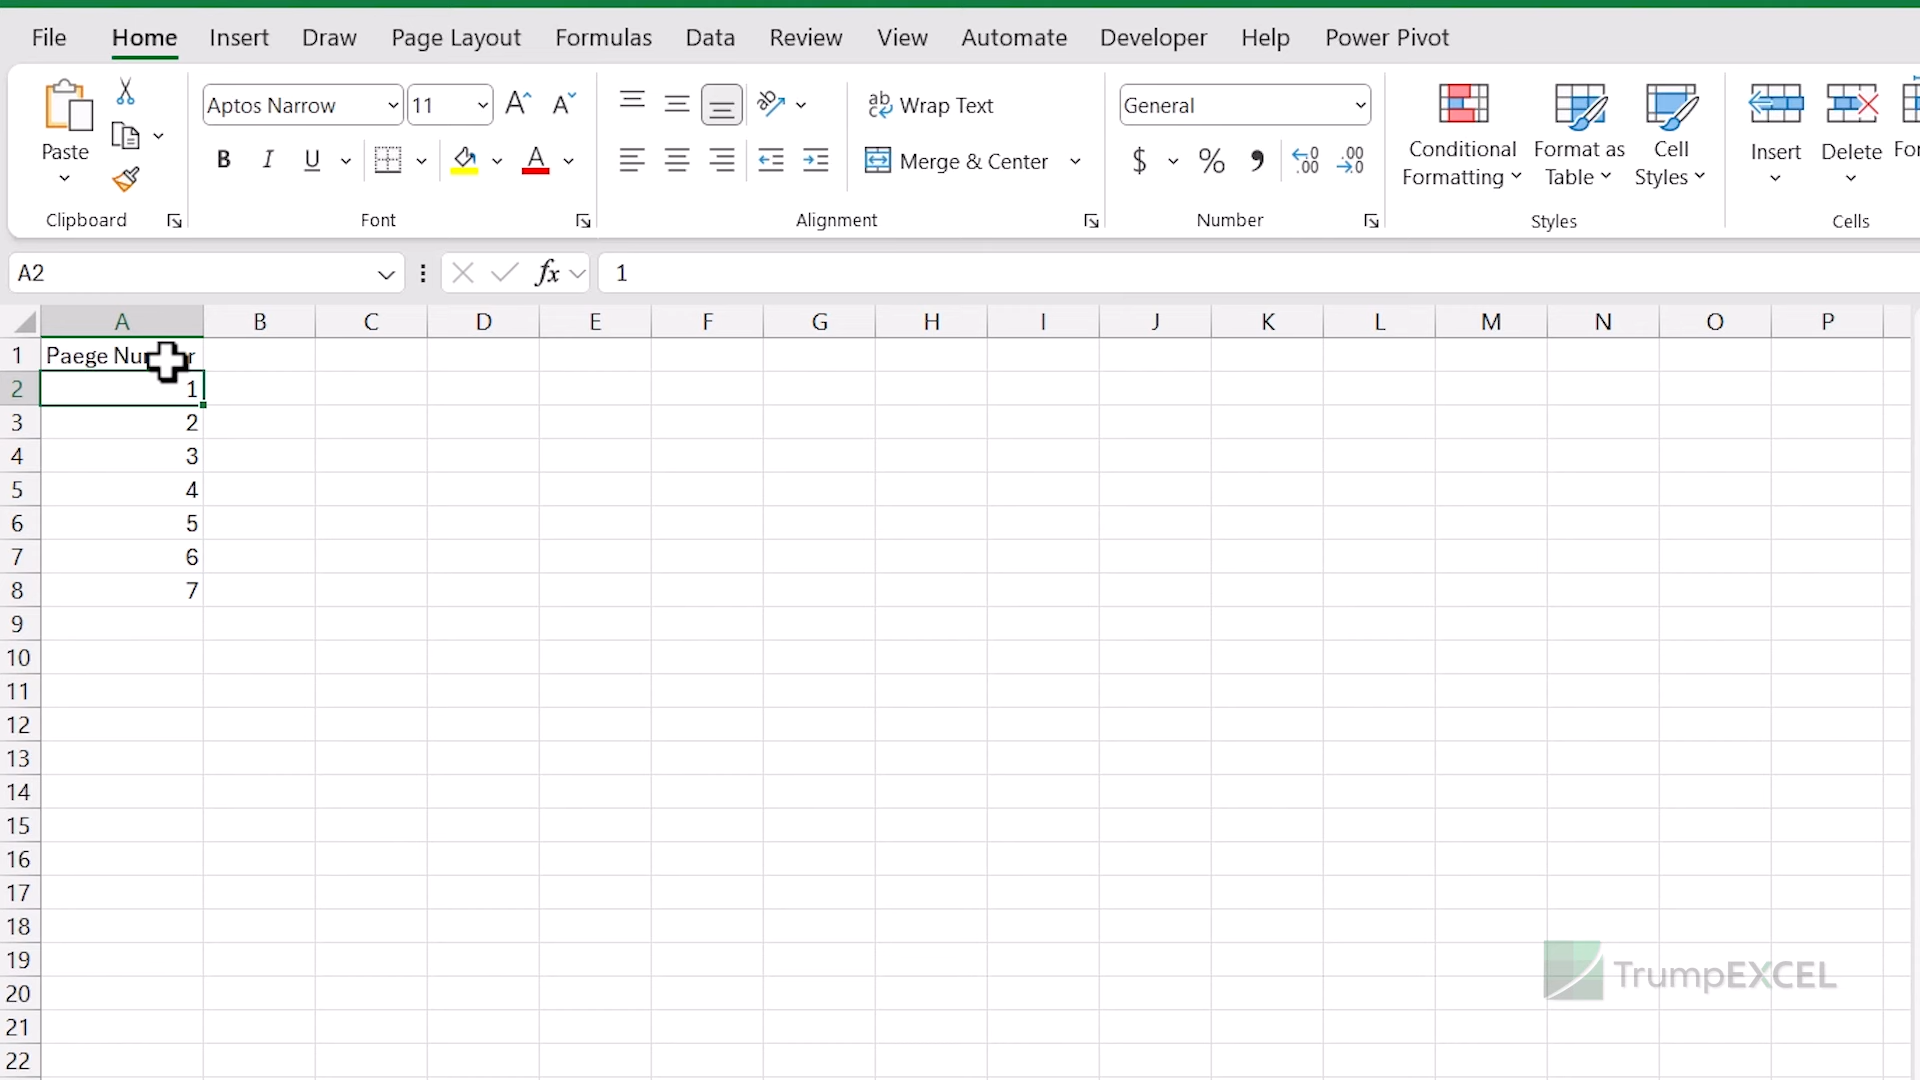 File Home Insert Draw Page Layout Formulas Data Review View Automate Developer Help Power Pivot
Paste
Clipboard
Aptos Narrow 11
B I U
Font
Wrap Text
Merge & Center
Alignment
General
$ % ,
Number
Conditional Formatting
Format as Table
Cell Styles
Styles
Insert Delete
Cells
A2 fx 1
A B C D E F G H I J K L M N O P
1 Paege
2 1
3 2
4 3
5 4
6 5
7 6
8 7
9
10
11
12
13
14
15
16
17
18
19
20
21
22
TrumpEXCEL